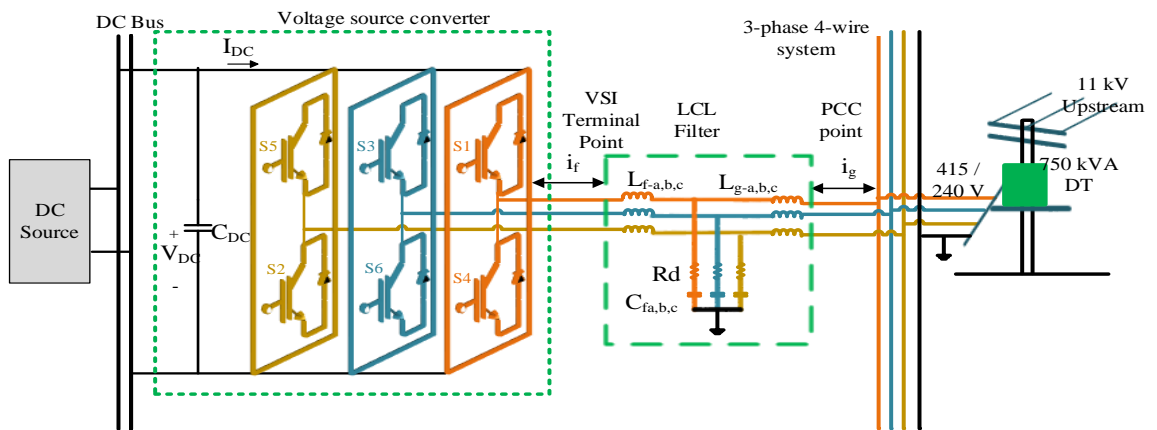 DC Bus
Voltage source converter
I_DC
3-phase 4-wire
system
11 kV
Upstream
VSI
Terminal
Point
LCL
Filter
PCC
point
S5
S3
S1
i_f
i_g
L_f-a,b,c
L_g-a,b,c
415 /
240 V
750 kVA
DT
DC
Source
+
V_DC
-
C_DC
S2
S6
S4
Rd
C_fa,b,c